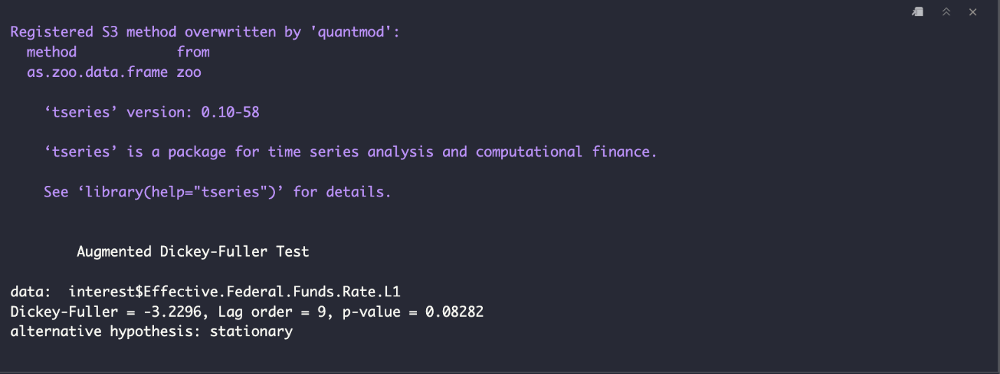 Registered S3 method overwritten by 'quantmod':
method from
as.zoo.data.frame zoo
‘tseries’ version: 0.10-58
‘tseries’ is a package for time series analysis and computational finance.
See ‘library(help="tseries")’ for details.
Augmented Dickey-Fuller Test
data: interest$Effective.Federal.Funds.Rate.L1
Dickey-Fuller = -3.2296, Lag order = 9, p-value = 0.08282
alternative hypothesis: stationary